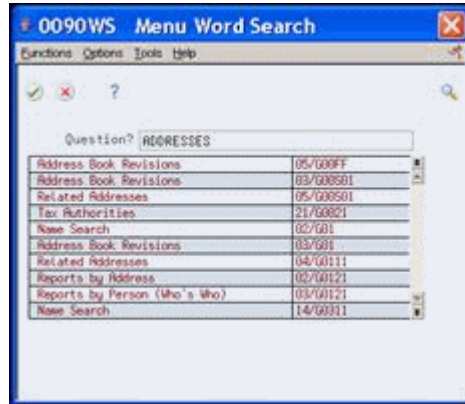 0090WS Menu Word Search
Functions Options Tools Help
?
Question? ADDRESSES
Address Book Revisions 05/G00FF
Address Book Revisions 03/G00S01
Related Addresses 05/G00S01
Tax Authorities 21/G0021
Name Search 02/G01
Address Book Revisions 03/G01
Related Addresses 04/G0111
Reports by Address 02/G0121
Reports by Person (Who's Who) 03/G0121
Name Search 14/G0311